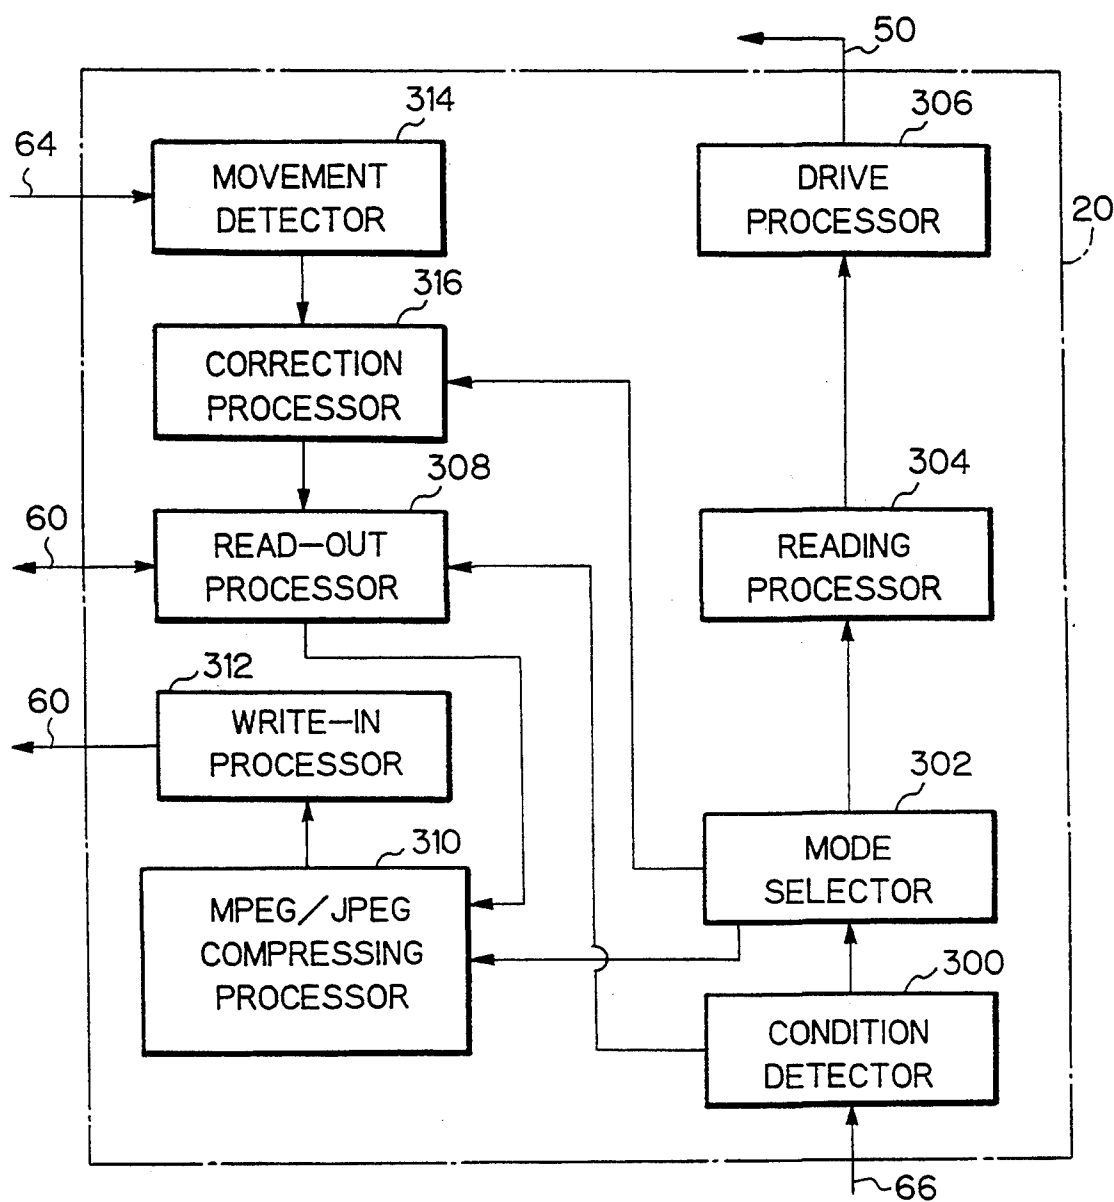 50
314
306
64
MOVEMENT
DETECTOR
DRIVE
PROCESSOR
20
316
CORRECTION
PROCESSOR
308
304
60
READ-OUT
PROCESSOR
READING
PROCESSOR
312
60
WRITE-IN
PROCESSOR
302
310
MODE
SELECTOR
MPEG/JPEG
COMPRESSING
PROCESSOR
300
CONDITION
DETECTOR
66